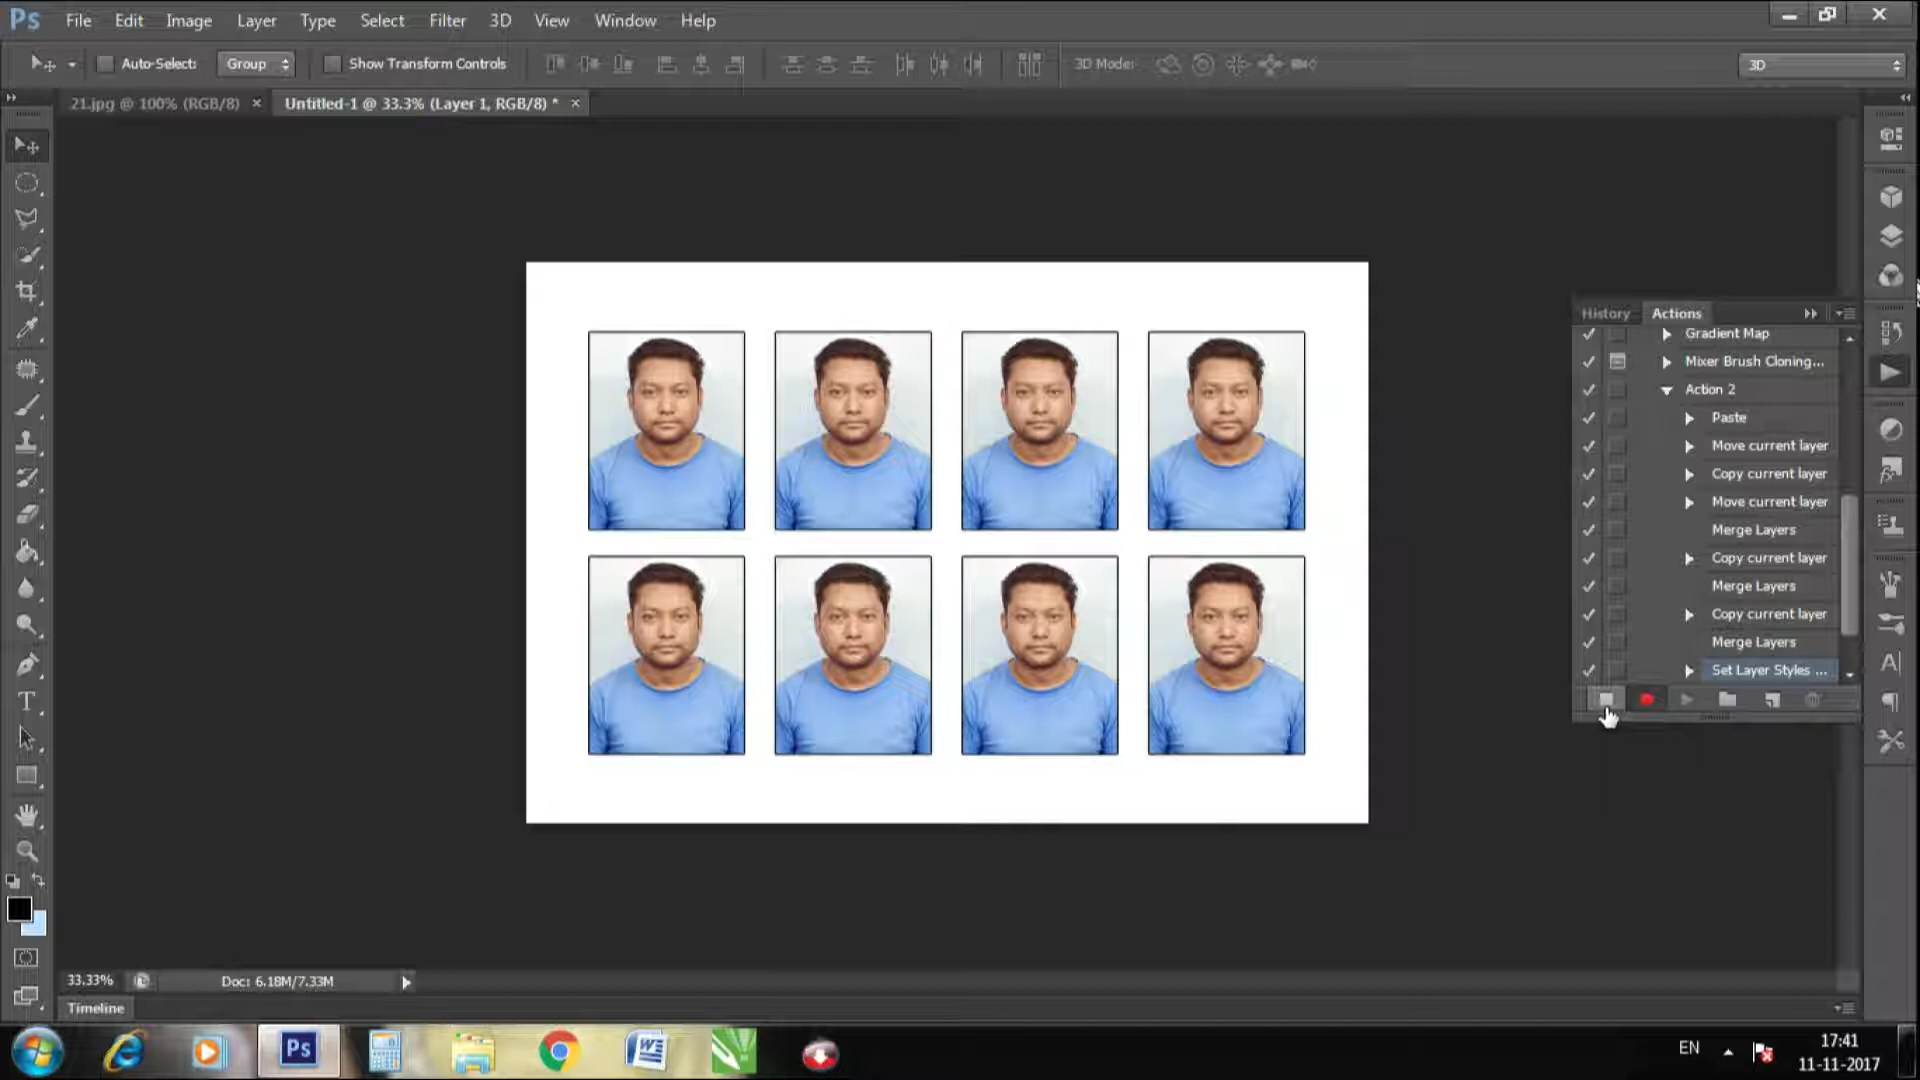 Ps File Edit Image Layer Type Select Filter 3D View Window Help
Auto-Select: Group Show Transform Controls 3D Mode: 3D
21.jpg @ 100% (RGB/8) × Untitled-1 @ 33.3% (Layer 1, RGB/8) * ×
History Actions
Gradient Map
Mixer Brush Cloning...
Action 2
Paste
Move current layer
Copy current layer
Move current layer
Merge Layers
Copy current layer
Merge Layers
Copy current layer
Merge Layers
Set Layer Styles ...
33.33% Doc: 6.18M/7.33M
Timeline
Ps
EN 17:41
11-11-2017